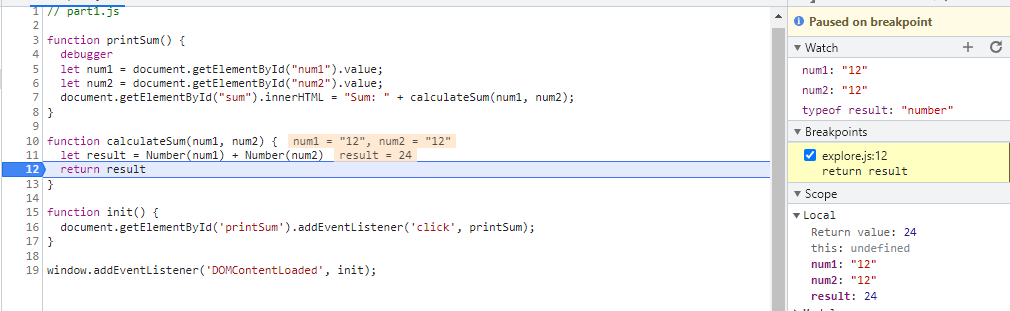 1 // part1.js
2
3 function printSum() {
4   debugger
5   let num1 = document.getElementById("num1").value;
6   let num2 = document.getElementById("num2").value;
7   document.getElementById("sum").innerHTML = "Sum: " + calculateSum(num1, num2);
8 }
9
10 function calculateSum(num1, num2) {  num1 = "12", num2 = "12"
11   let result = Number(num1) + Number(num2)  result = 24
12   return result
13 }
14
15 function init() {
16   document.getElementById('printSum').addEventListener('click', printSum);
17 }
18
19 window.addEventListener('DOMContentLoaded', init);
Paused on breakpoint
Watch
num1: "12"
num2: "12"
typeof result: "number"
Breakpoints
explore.js:12
return result
Scope
Local
Return value: 24
this: undefined
num1: "12"
num2: "12"
result: 24